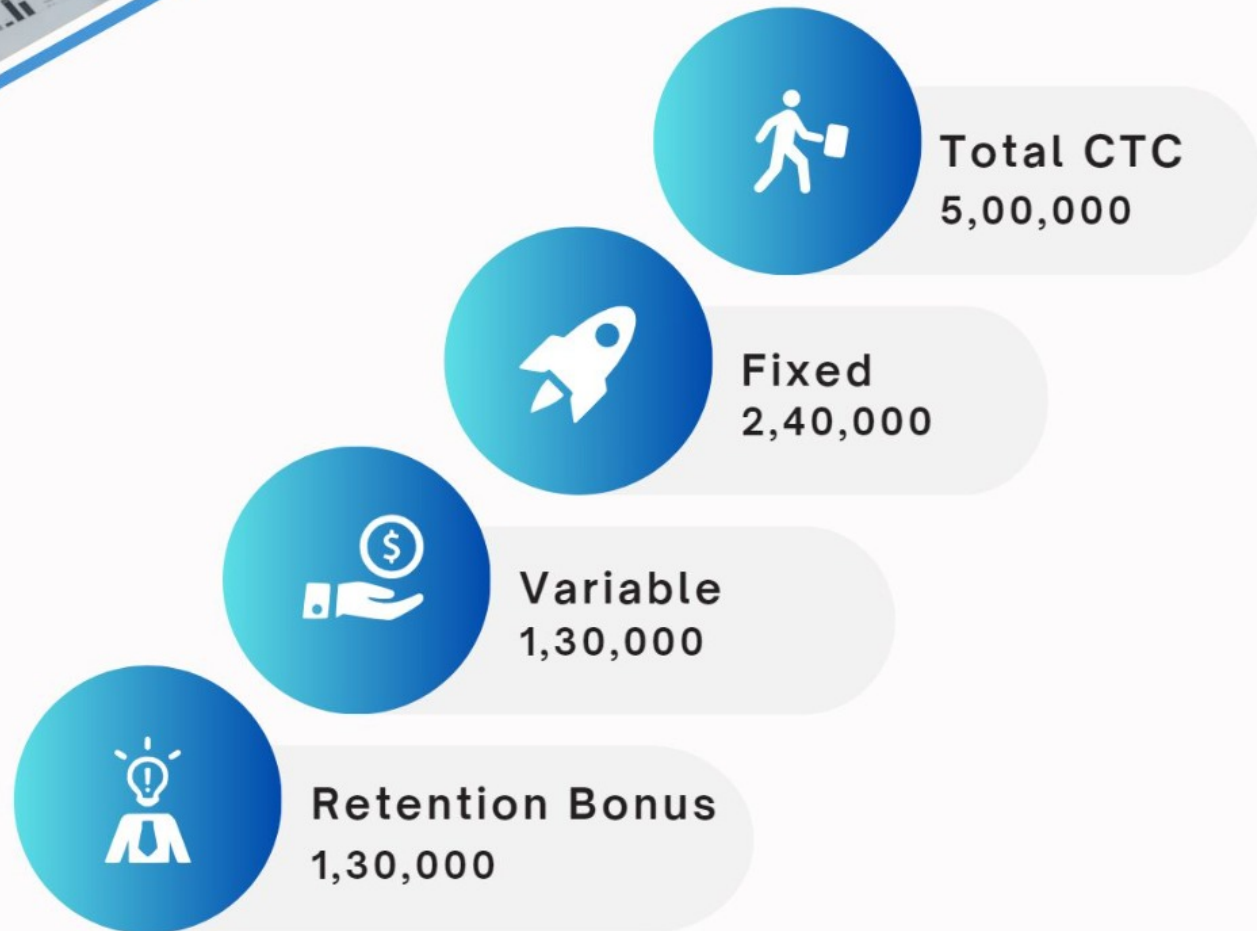 Total CTC
5,00,000
Fixed
2,40,000
Variable
1,30,000
$
Retention Bonus
1,30,000